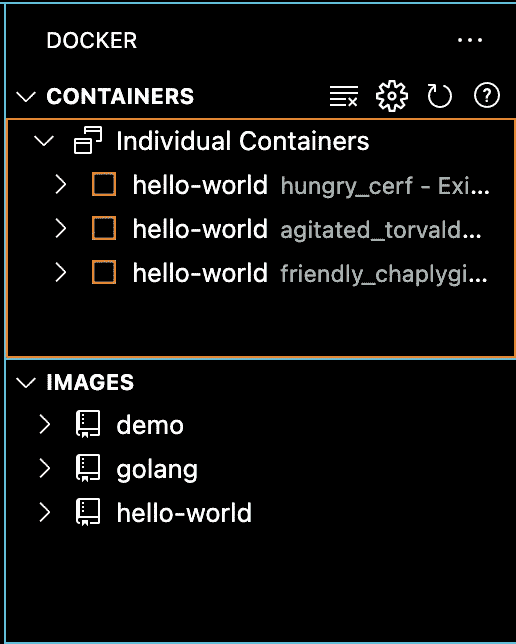 DOCKER ...
CONTAINERS ?
Individual Containers
hello-world hungry_cerf - Exi...
hello-world agitated_torvald...
hello-world friendly_chaplygi...
IMAGES
demo
golang
hello-world